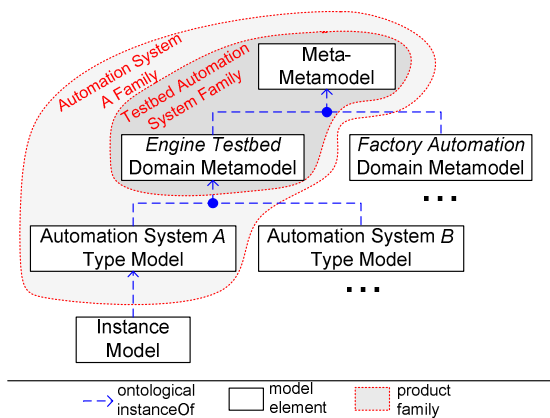 Automation System
A Family
Testbed Automation
System Family
Meta-
Metamodel
Engine Testbed
Domain Metamodel
Factory Automation
Domain Metamodel
...
Automation System A
Type Model
Automation System B
Type Model
...
Instance
Model
ontological
instanceOf
model
element
product
family